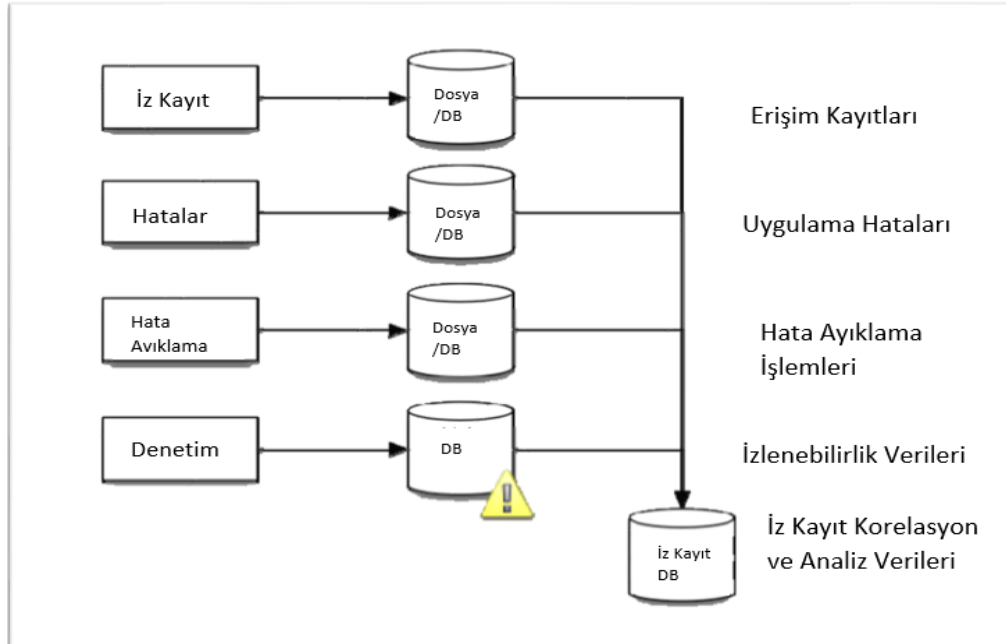 İz Kayıt
Dosya
/DB
Erişim Kayıtları
Hatalar
Dosya
/DB
Uygulama Hataları
Hata
Avıklama
Dosya
/DB
Hata Ayıklama
İşlemleri
Denetim
DB
İzlenebilirlik Verileri
İz Kayıt
DB
İz Kayıt Korelasyon
ve Analiz Verileri